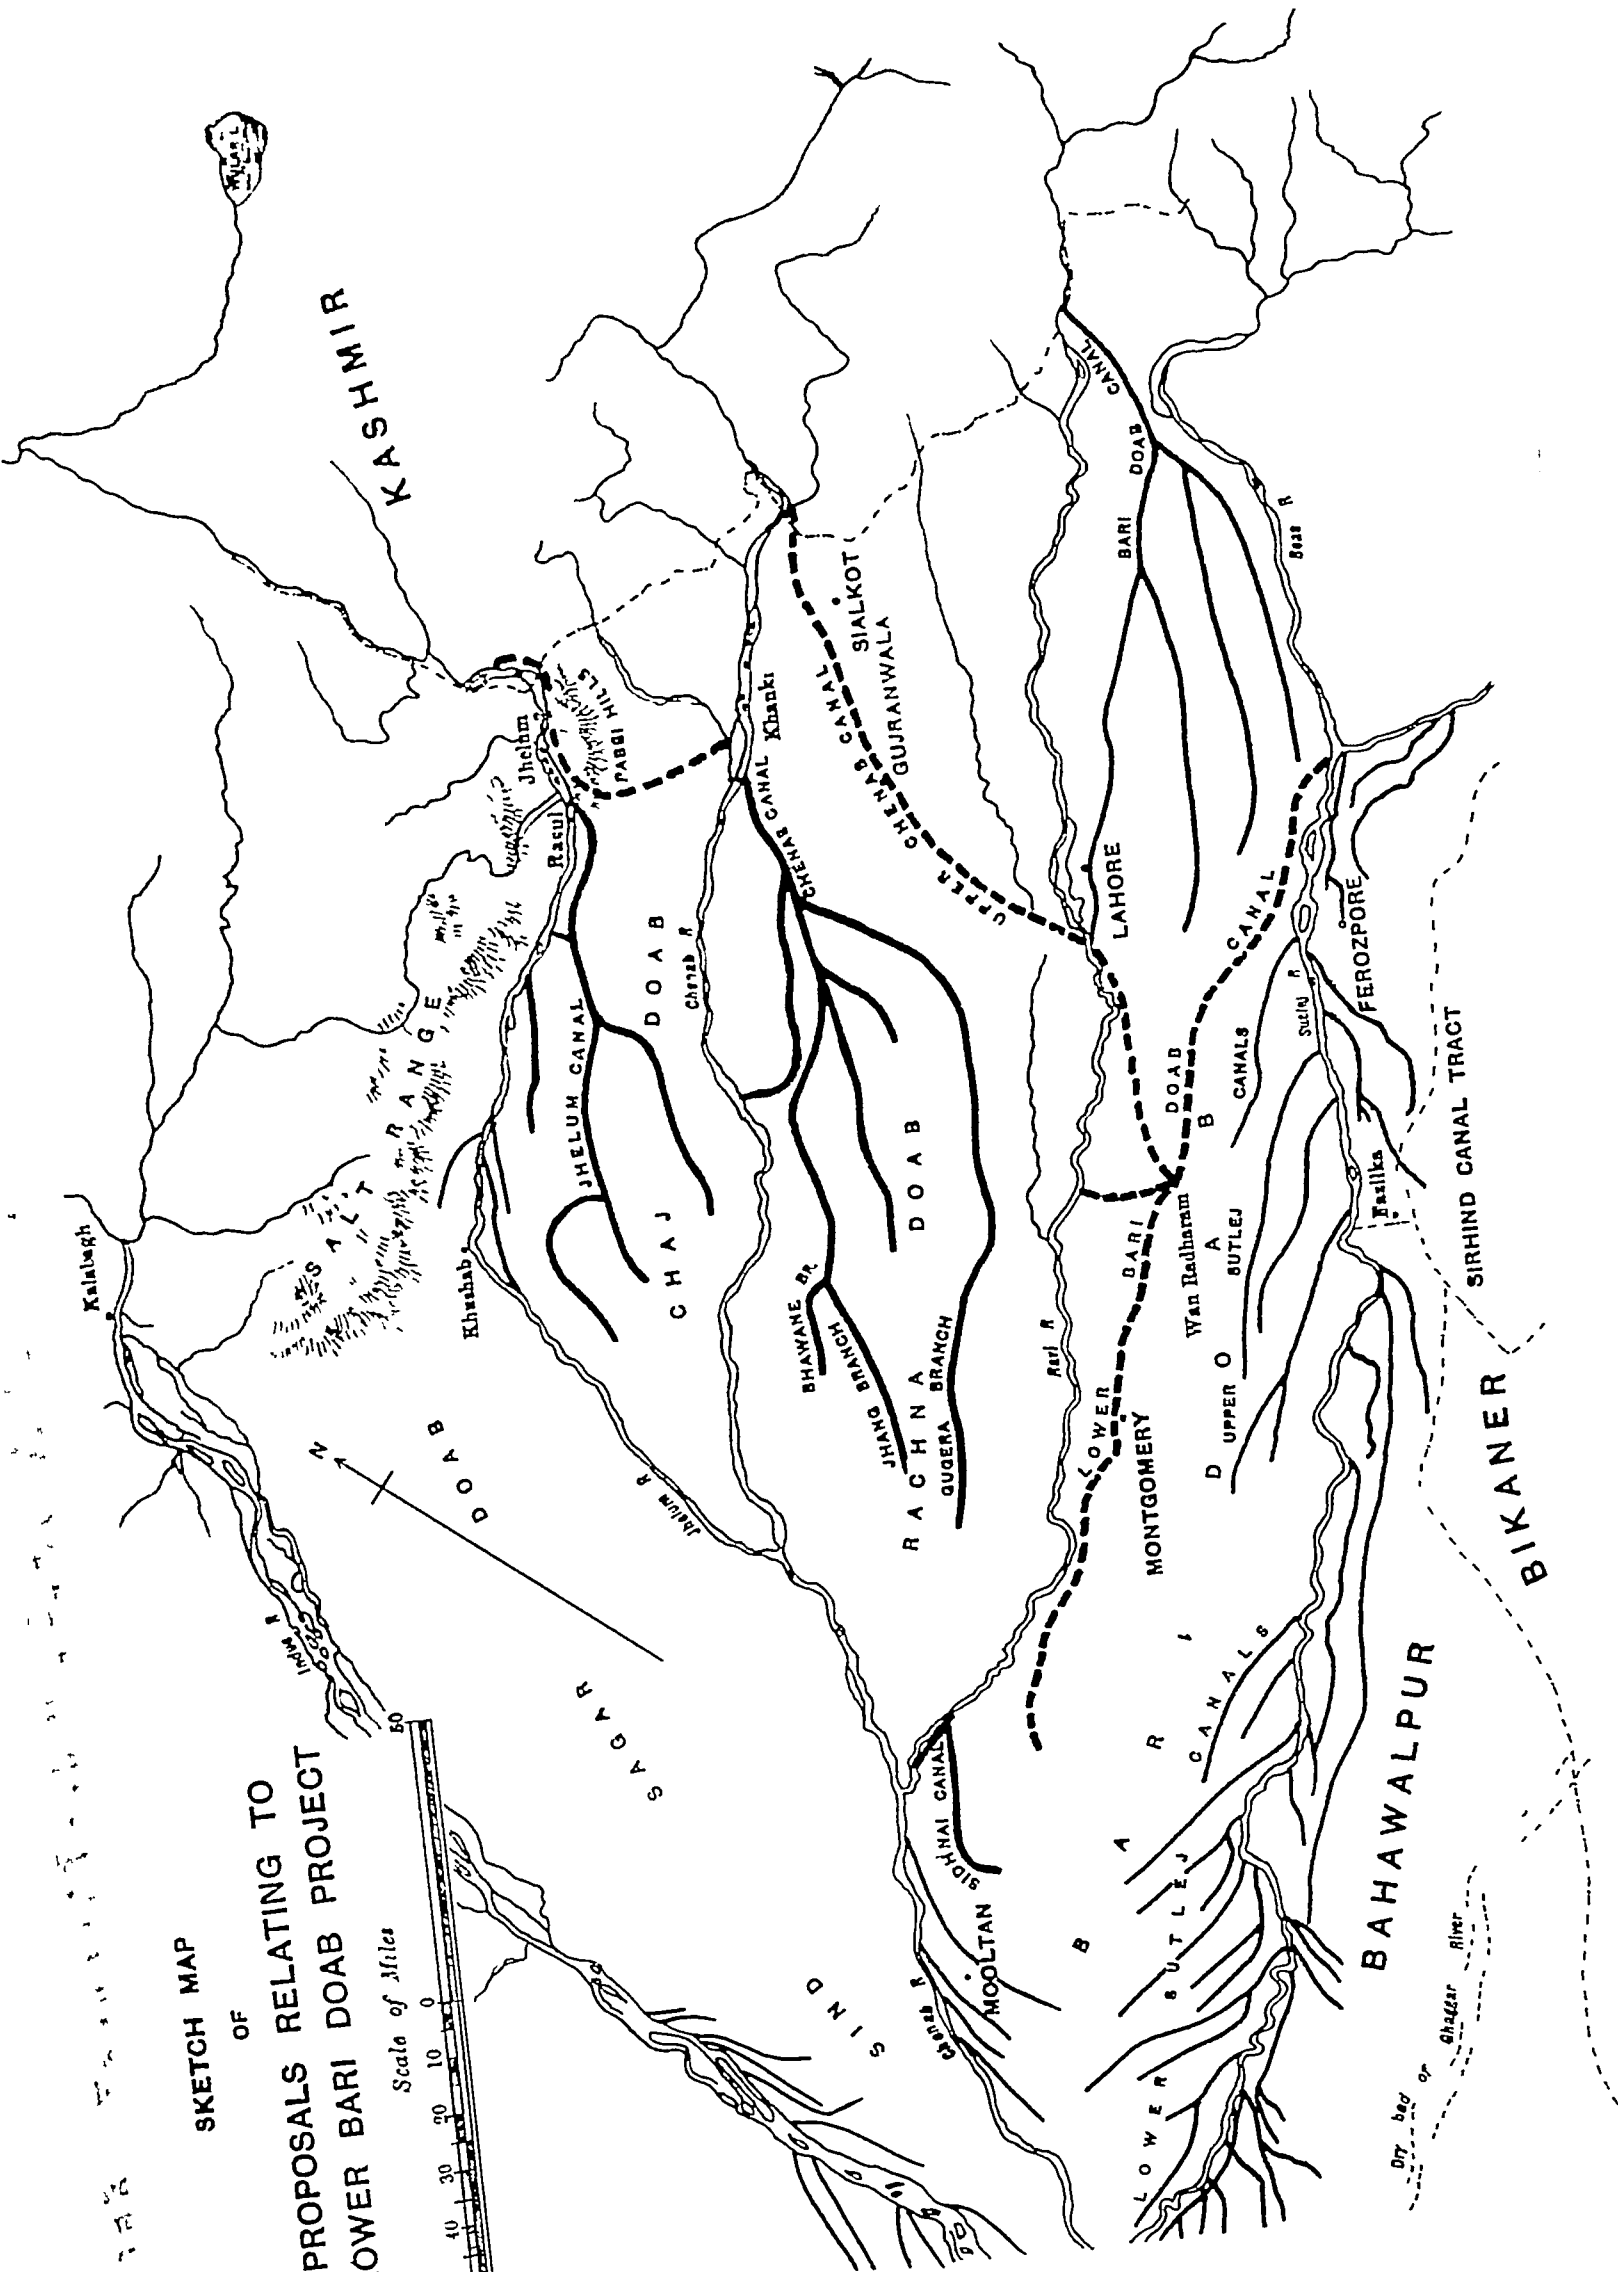 SKETCH MAP
OF
PROPOSALS RELATING TO
OWER BARI DOAB PROJECT
Scale of Miles
40 30 20 10 0 50
WULAR L
KASHMIR
Kalabagh
Indus R
SALT RANGE
N
SIND SAGAR DOAB
Jhelum
PABBI HILLS
Rasul
Khushab
JHELUM CANAL
Jhelum R
CHAJ DOAB
Chenab R
Khanki
CHENAB CANAL
BHAWANE BR
JHANG BRANCH
GUGERA BRANCH
RACHNA DOAB
SIALKOT
GUJRANWALA
UPPER CHENAB CANAL
LAHORE
BARI DOAB CANAL
Beas R
Ravi R
LOWER BARI DOAB CANAL
Wan Radharam
MONTGOMERY
BARI DOAB
UPPER SUTLEJ CANALS
Sutlej R
FEROZPORE
Fazilka
SIRHIND CANAL TRACT
BIKANER
SIDHNAI CANAL
MOOLTAN
Chenab R
LOWER SUTLEJ CANALS
BAHAWALPUR
Dry bed of Ghaggar River